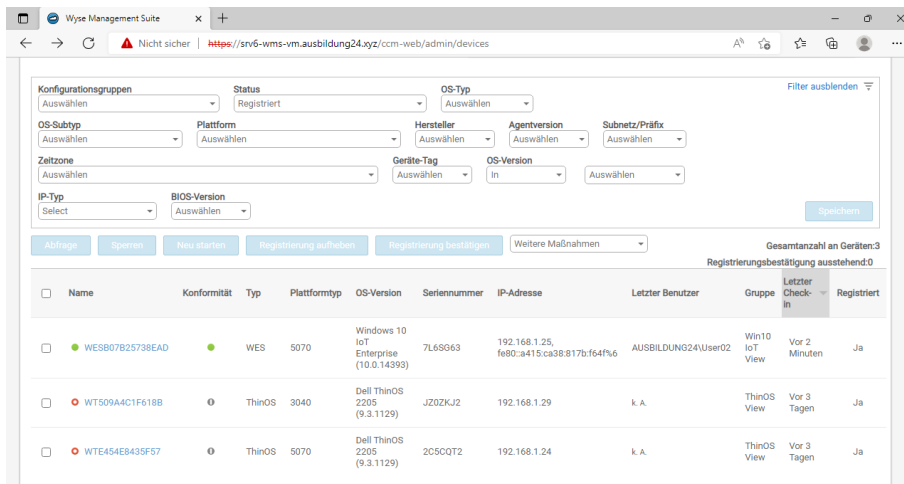 Wyse Management Suite
Nicht sicher | https://srv6-wms-vm.ausbildung24.xyz/ccm-web/admin/devices
Filter ausblenden
Konfigurationsgruppen Status OS-Typ
Auswählen Registriert Auswählen
OS-Subtyp Plattform Hersteller Agentversion Subnetz/Präfix
Auswählen Auswählen Auswählen Auswählen Auswählen
Zeitzone Geräte-Tag OS-Version
Auswählen Auswählen In Auswählen
IP-Typ BIOS-Version
Select Auswählen Speichern
Abfrage Sperren Neu starten Registrierung aufheben Registrierung bestätigen Weitere Maßnahmen
Gesamtanzahl an Geräten:3
Registrierungsbestätigung ausstehend:0
Name Konformität Typ Plattformtyp OS-Version Seriennummer IP-Adresse Letzter Benutzer Gruppe Letzter Check-in Registriert
WESB07B25738EAD WES 5070 Windows 10 IoT Enterprise (10.0.14393) 7L6SG63 192.168.1.25, fe80::a415:ca38:817b:f64f%6 AUSBILDUNG24\User02 Win10 IoT View Vor 2 Minuten Ja
WT509A4C1F618B ThinOS 3040 Dell ThinOS 2205 (9.3.1129) JZ0ZKJ2 192.168.1.29 k. A. ThinOS View Vor 3 Tagen Ja
WTE454E8435F57 ThinOS 5070 Dell ThinOS 2205 (9.3.1129) 2C5CQT2 192.168.1.24 k. A. ThinOS View Vor 3 Tagen Ja